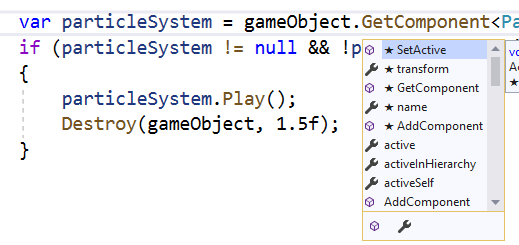 var particleSystem = gameObject.GetComponent<Pa
if (particleSystem != null && !p
{
particleSystem.Play();
Destroy(gameObject, 1.5f);
}
★ SetActive
★ transform
★ GetComponent
★ name
★ AddComponent
active
activeInHierarchy
activeSelf
AddComponent
vo
Ac
★